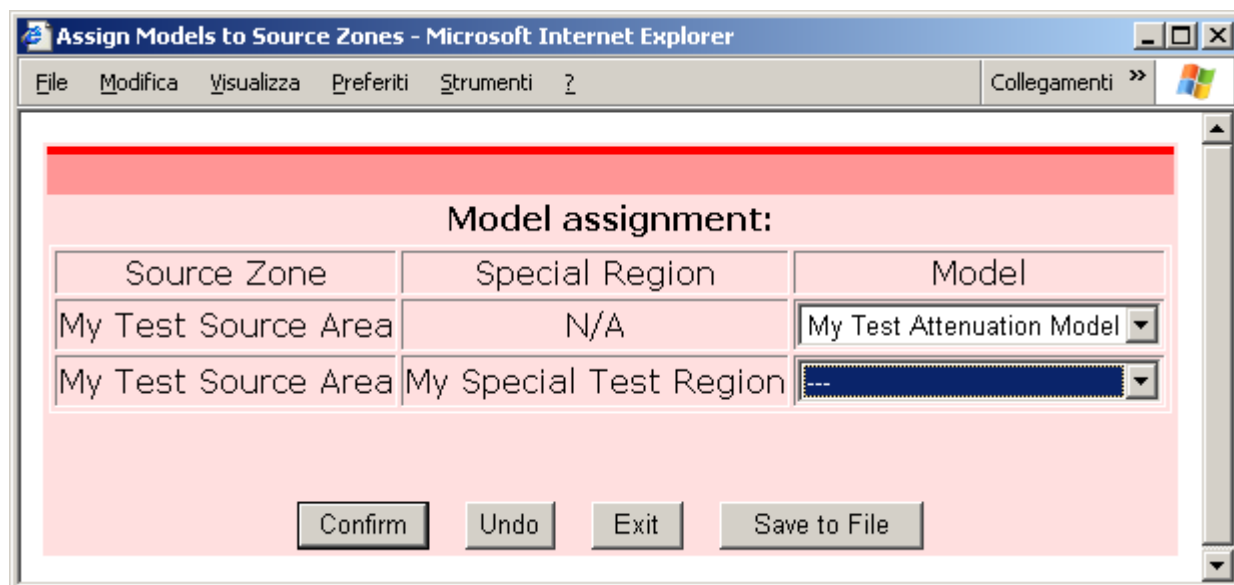 Assign Models to Source Zones - Microsoft Internet Explorer
File Modifica Visualizza Preferiti Strumenti ? Collegamenti »
Model assignment:
Source Zone Special Region Model
My Test Source Area N/A My Test Attenuation Model
My Test Source Area My Special Test Region ---
Confirm Undo Exit Save to File